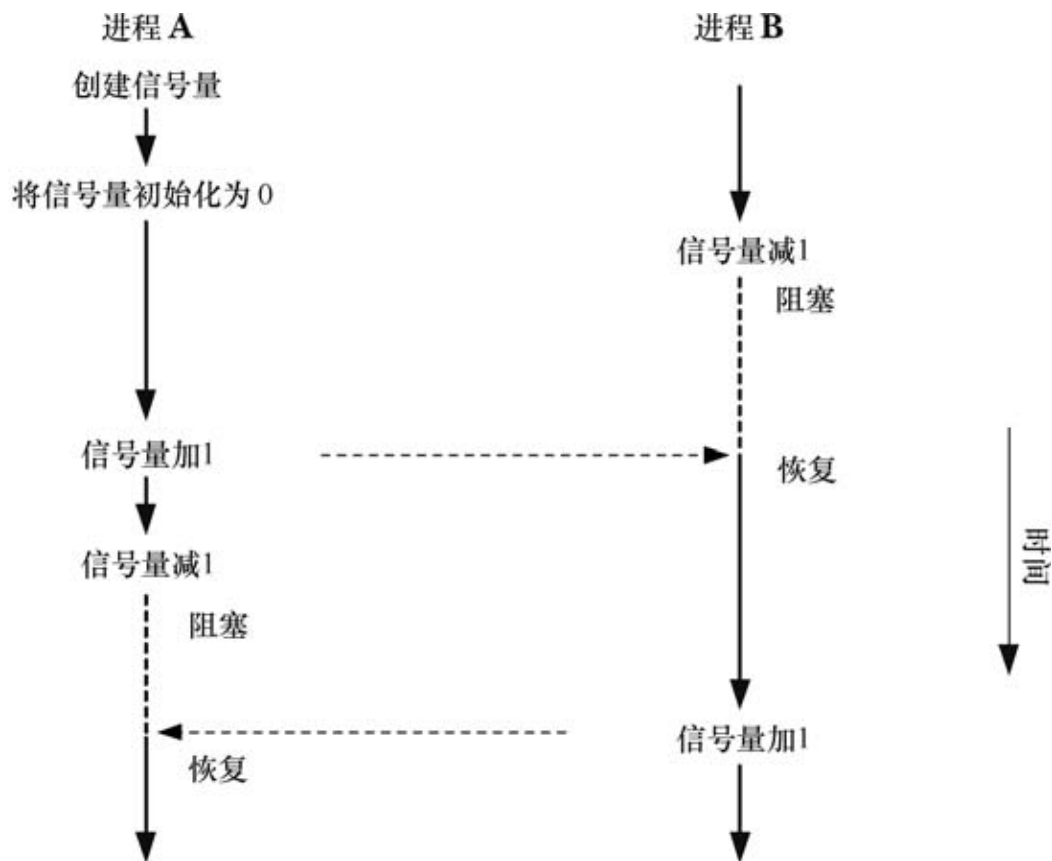 进程 A
进程 B
创建信号量
将信号量初始化为 0
信号量减1
阻塞
信号量加1
恢复
信号量减1
时间
阻塞
信号量加1
恢复